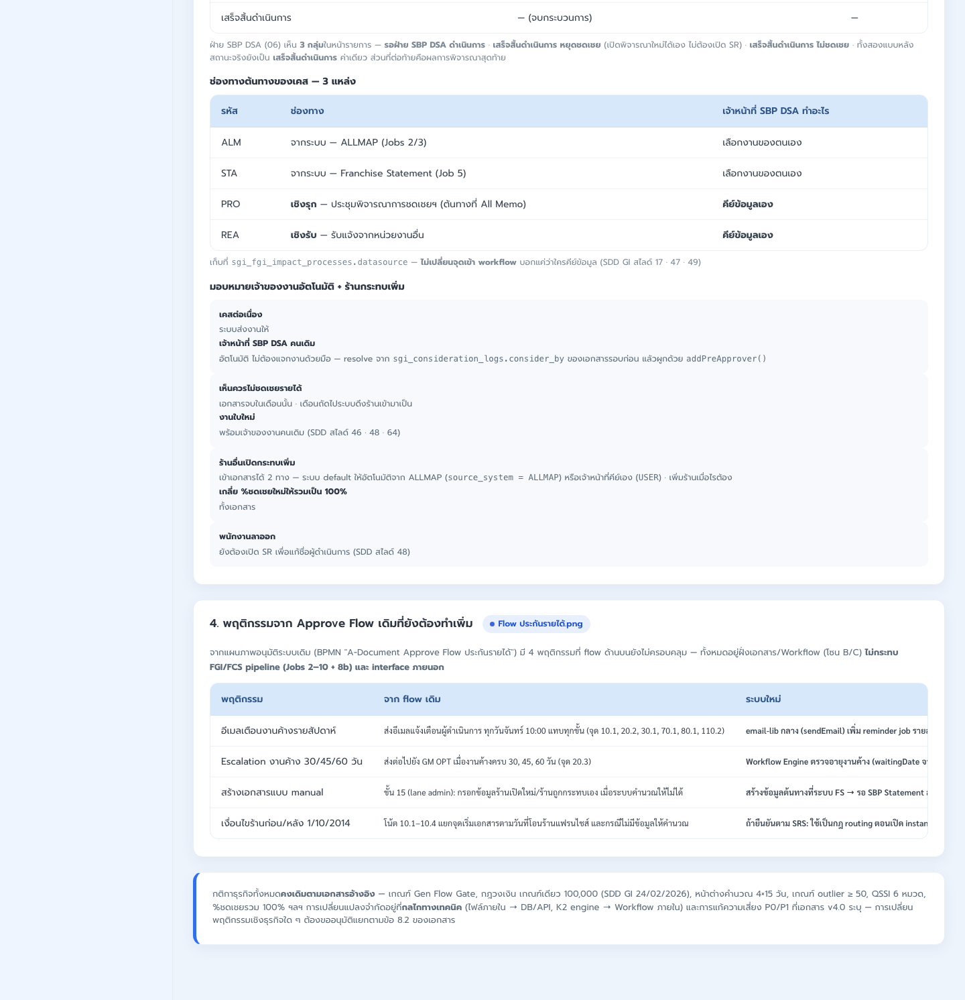 เสร็จสิ้นดำเนินการ — (จบกระบวนการ) —
ฝ่าย SBP DSA (06) เห็น 3 กลุ่มในหน้ารายการ — รอฝ่าย SBP DSA ดำเนินการ · เสร็จสิ้นดำเนินการ หยุดชดเชย (เปิดพิจารณาใหม่ได้เอง ไม่ต้องเปิด SR) · เสร็จสิ้นดำเนินการ ไม่ชดเชย · ทั้งสองแบบหลัง
สถานะจริงยังเป็น เสร็จสิ้นดำเนินการ ค่าเดียว ส่วนที่ต่อท้ายคือผลการพิจารณาสุดท้าย
ช่องทางต้นทางของเคส — 3 แหล่ง
รหัส ช่องทาง เจ้าหน้าที่ SBP DSA ทำอะไร
ALM จากระบบ — ALLMAP (Jobs 2/3) เลือกงานของตนเอง
STA จากระบบ — Franchise Statement (Job 5) เลือกงานของตนเอง
PRO เชิงรุก — ประชุมพิจารณาการชดเชยฯ (ต้นทางที่ All Memo) คีย์ข้อมูลเอง
REA เชิงรับ — รับแจ้งจากหน่วยงานอื่น คีย์ข้อมูลเอง
เก็บที่ sgi_fgi_impact_processes.datasource — ไม่เปลี่ยนจุดเข้า workflow บอกแค่ว่าใครคีย์ข้อมูล (SDD GI สไลด์ 17 · 47 · 49)
มอบหมายเจ้าของงานอัตโนมัติ + ร้านกระทบเพิ่ม
เคสต่อเนื่อง
ระบบส่งงานให้
เจ้าหน้าที่ SBP DSA คนเดิม
อัตโนมัติ ไม่ต้องแจกงานด้วยมือ — resolve จาก sgi_consideration_logs.consider_by ของเอกสารรอบก่อน แล้วผูกด้วย addPreApprover()
เห็นควรไม่ชดเชยรายได้
เอกสารจบในเดือนนั้น · เดือนถัดไประบบดึงร้านเข้ามาเป็น
งานใบใหม่
พร้อมเจ้าของงานคนเดิม (SDD สไลด์ 46 · 48 · 64)
ร้านอื่นเปิดกระทบเพิ่ม
เข้าเอกสารได้ 2 ทาง — ระบบ default ให้อัตโนมัติจาก ALLMAP (source_system = ALLMAP) หรือเจ้าหน้าที่คีย์เอง (USER) · เพิ่มร้านเมื่อไรต้อง
เกลี่ย %ชดเชยใหม่ให้รวมเป็น 100%
ทั้งเอกสาร
พนักงานลาออก
ยังต้องเปิด SR เพื่อแก้ชื่อผู้ดำเนินการ (SDD สไลด์ 48)
4. พฤติกรรมจาก Approve Flow เดิมที่ยังต้องทำเพิ่ม Flow ประกันรายได้.png
จากแผนภาพอนุมัติระบบเดิม (BPMN "A-Document Approve Flow ประกันรายได้") มี 4 พฤติกรรมที่ flow ด้านบนยังไม่ครอบคลุม — ทั้งหมดอยู่ฝั่งเอกสาร/Workflow (โซน B/C) ไม่กระทบ
FGI/FCS pipeline (Jobs 2–10 + 8b) และ interface ภายนอก
พฤติกรรม จาก flow เดิม ระบบใหม่
อีเมลเตือนงานค้างรายสัปดาห์ ส่งอีเมลแจ้งเตือนผู้ดำเนินการ ทุกวันจันทร์ 10:00 แทบทุกขั้น (จุด 10.1, 20.2, 30.1, 70.1, 80.1, 110.2) email-lib กลาง (sendEmail) เพิ่ม reminder job
Escalation งานค้าง 30/45/60 วัน ส่งต่อไปยัง GM OPT เมื่องานค้างครบ 30, 45, 60 วัน (จุด 20.3) Workflow Engine ตรวจอายุงานค้าง (waitingDate
สร้างเอกสารแบบ manual ขั้น 15 (lane admin): กรอกข้อมูลร้านเปิดใหม่/ร้านถูกกระทบเอง เมื่อระบบคำนวณให้ไม่ได้ สร้างข้อมูลต้นทางที่ระบบ FS → รอ SBP Statement
เงื่อนไขร้านก่อน/หลัง 1/10/2014 โน้ต 10.1–10.4 แยกจุดเริ่มเอกสารตามวันที่โอนร้านแฟรนไชส์ และกรณีไม่มีข้อมูลให้คำนวณ ถ้ายืนยันตาม SRS: ใช้เป็นกฎ routing ตอนเปิด
กติกาธุรกิจทั้งหมดคงเดิมตามเอกสารอ้างอิง — เกณฑ์ Gen Flow Gate, กฎวงเงิน เกณฑ์เดียว 100,000 (SDD GI 24/02/2026), หน้าต่างคำนวณ 4×15 วัน, เกณฑ์ outlier ≥ 50, QSSI 6 หมวด,
%ชดเชยรวม 100% ฯลฯ การเปลี่ยนแปลงจำกัดอยู่ที่กลไกทางเทคนิค (ไฟล์ภายใน → DB/API, K2 engine → Workflow ภายใน) และการแก้ความเสี่ยง P0/P1 ที่เอกสาร v4.0 ระบุ — การเปลี่ยน
พฤติกรรมเชิงธุรกิจใด ๆ ต้องขออนุมัติแยกตามข้อ 8.2 ของเอกสาร